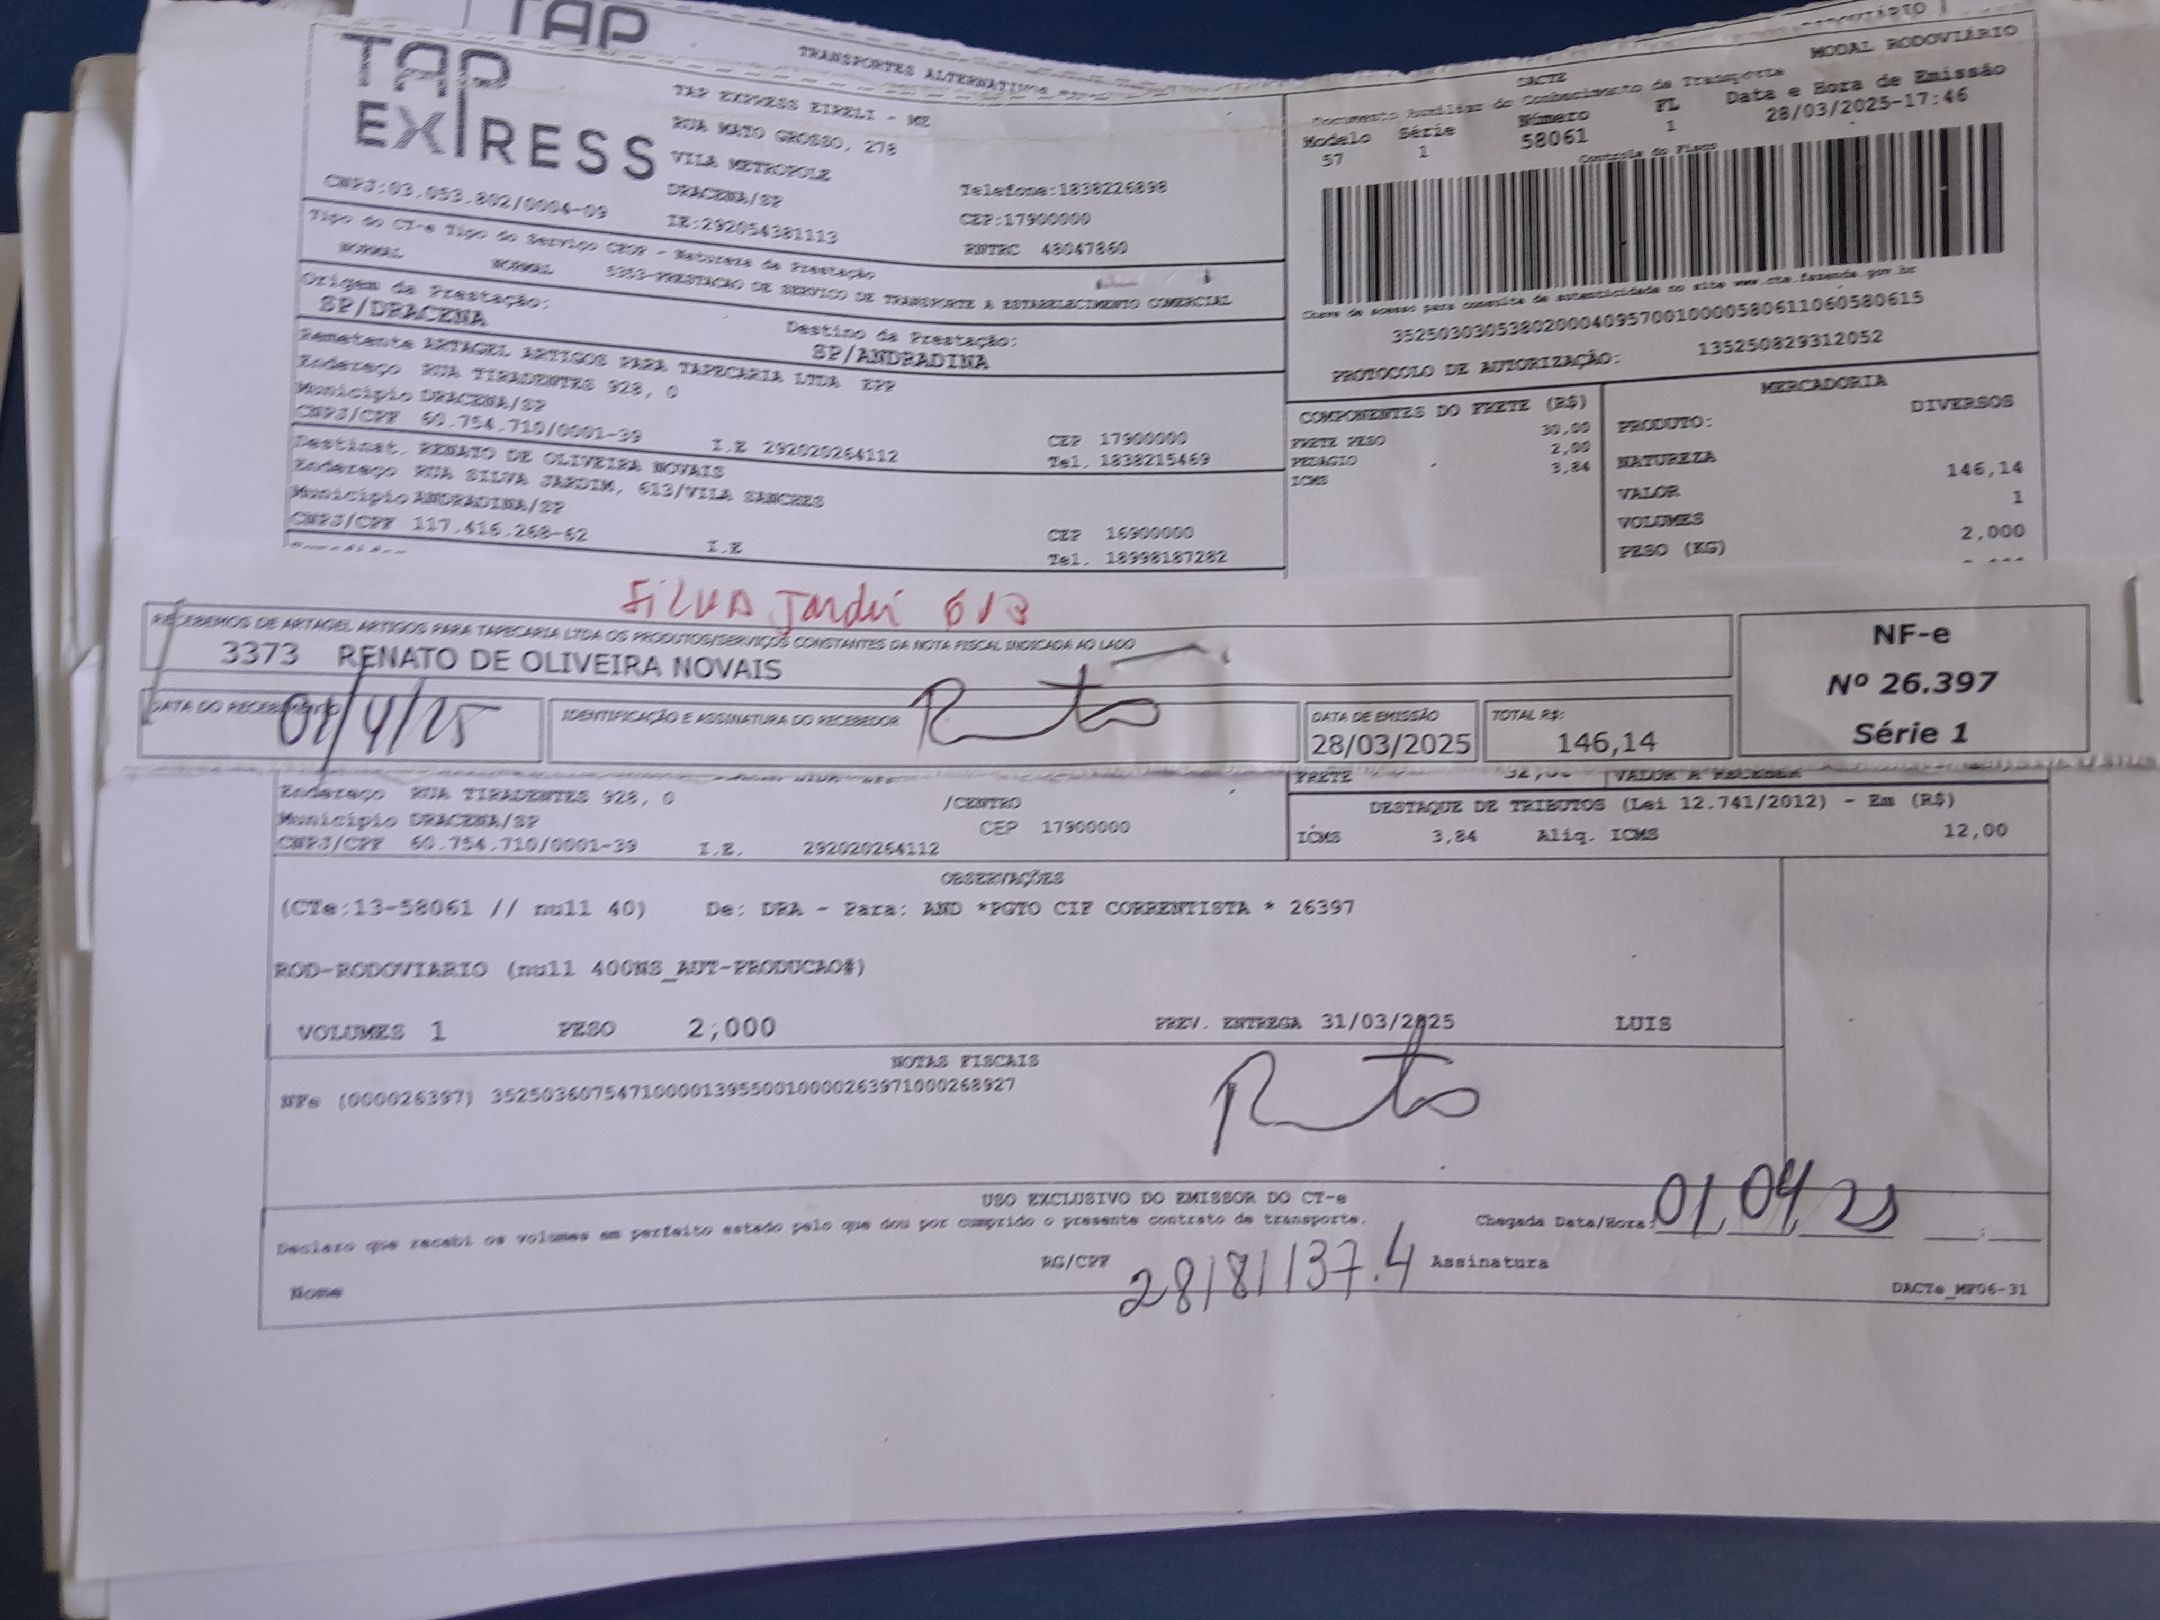 TAP
TRANSPORTES ALTERNATIVOS
RODOVIÁRIO
TAP
EXPRESS
TAP EXPRESS EIRELI - ME
RUA MATO GROSSO, 278
VILA METROPOLE
DRACENA/SP
Telefone:1838226898
CNPJ:03.053.802/0004-09
IE:292054381113
CEP:17900000
RNTRC 48047860
DACTE
MODAL RODOVIÁRIO
Documento Auxiliar do Conhecimento de Transporte
Modelo Série Número FL Data e Hora de Emissão
57 1 58061 1 28/03/2025-17:46
Controle do Fisco
Chave de acesso para consulta de autenticidade no site www.cte.fazenda.gov.br
35250303053802000409570010000580611060580615
PROTOCOLO DE AUTORIZAÇÃO: 135250829312052
Tipo do CT-e Tipo do Serviço CFOP - Natureza da Prestação
NORMAL NORMAL 5353-PRESTACAO DE SERVICO DE TRANSPORTE A ESTABELECIMENTO COMERCIAL
Origem da Prestação:
SP/DRACENA
Destino da Prestação:
SP/ANDRADINA
Remetente ARTAGEL ARTIGOS PARA TAPECARIA LTDA EPP
Endereço RUA TIRADENTES 928, 0
Município DRACENA/SP
CEP 17900000
CNPJ/CPF 60.754.710/0001-39 I.E 292020264112
Tel. 1838215469
Destinat. RENATO DE OLIVEIRA NOVAIS
Endereço RUA SILVA JARDIM, 613/VILA SANCHES
Município ANDRADINA/SP
CEP 16900000
CNPJ/CPF 117.416.268-62 I.E
Tel. 18998187282
COMPONENTES DO FRETE (R$)
FRETE PESO 30,00
PEDAGIO 2,00
ICMS 3,84
MERCADORIA
PRODUTO: DIVERSOS
NATUREZA
VALOR 146,14
VOLUMES 1
PESO (KG) 2,000
SiLVA Jardi 613
RECEBEMOS DE ARTAGEL ARTIGOS PARA TAPECARIA LTDA OS PRODUTOS/SERVIÇOS CONSTANTES DA NOTA FISCAL INDICADA AO LADO
3373 RENATO DE OLIVEIRA NOVAIS
DATA DO RECEBIMENTO
01/4/25
IDENTIFICAÇÃO E ASSINATURA DO RECEBEDOR
DATA DE EMISSÃO
28/03/2025
TOTAL R$:
146,14
NF-e
Nº 26.397
Série 1
FRETE VALOR A RECEBER
Endereço RUA TIRADENTES 928, 0 /CENTRO
Município DRACENA/SP CEP 17900000
CNPJ/CPF 60.754.710/0001-39 I.E. 292020264112
DESTAQUE DE TRIBUTOS (Lei 12.741/2012) - Em (R$)
ICMS 3,84 Aliq. ICMS 12,00
OBSERVAÇÕES
(CTe:13-58061 // null 40) De: DRA - Para: AND *PGTO CIF CORRENTISTA * 26397
ROD-RODOVIARIO (null 400NS_AUT-PRODUCAO#)
VOLUMES 1 PESO 2;000 PREV. ENTREGA 31/03/2025 LUIS
NOTAS FISCAIS
NFe (000026397) 35250360754710000139550010000263971000268927
USO EXCLUSIVO DO EMISSOR DO CT-e
Declaro que recebi os volumes em perfeito estado pelo que dou por cumprido o presente contrato de transporte.
Chegada Data/Hora: 01/04/25
Nome RG/CPF 28181137.4 Assinatura
DACTe_MF06-31